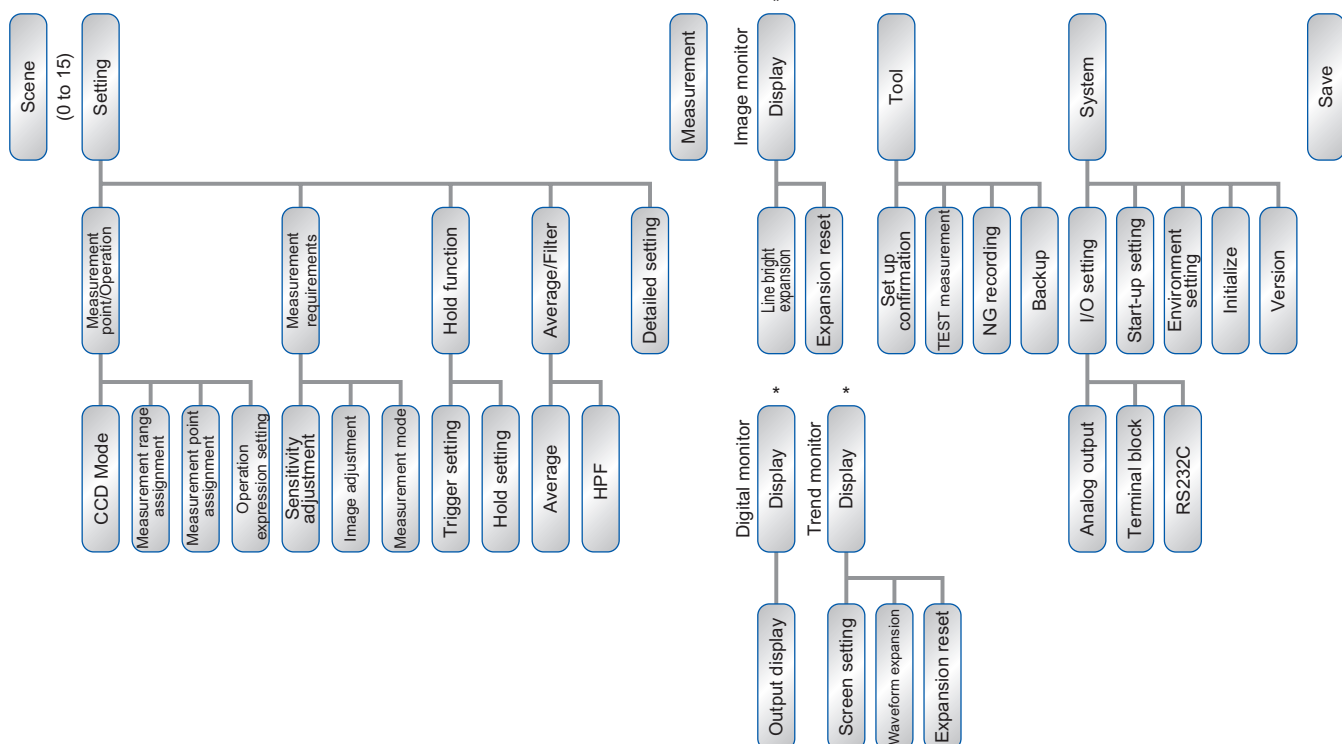 Scene
(0 to 15)
Setting
Measurement
point/Operation
CCD Mode
Measurement range
assignment
Measurement point
assignment
Operation
expression setting
Measurement
requirements
Sensitivity
adjustment
Image adjustment
Measurement mode
Hold function
Trigger setting
Hold setting
Average/Filter
Average
HPF
Detailed setting
Measurement
Image monitor
Display
*
Line bright
expansion
Expansion reset
Digital monitor
Display
*
Output display
Trend monitor
Display
*
Screen setting
Waveform expansion
Expansion reset
Tool
Set up
confirmation
TEST measurement
NG recording
Backup
System
I/O setting
Analog output
Terminal block
RS232C
Start-up setting
Environment
setting
Initialize
Version
Save